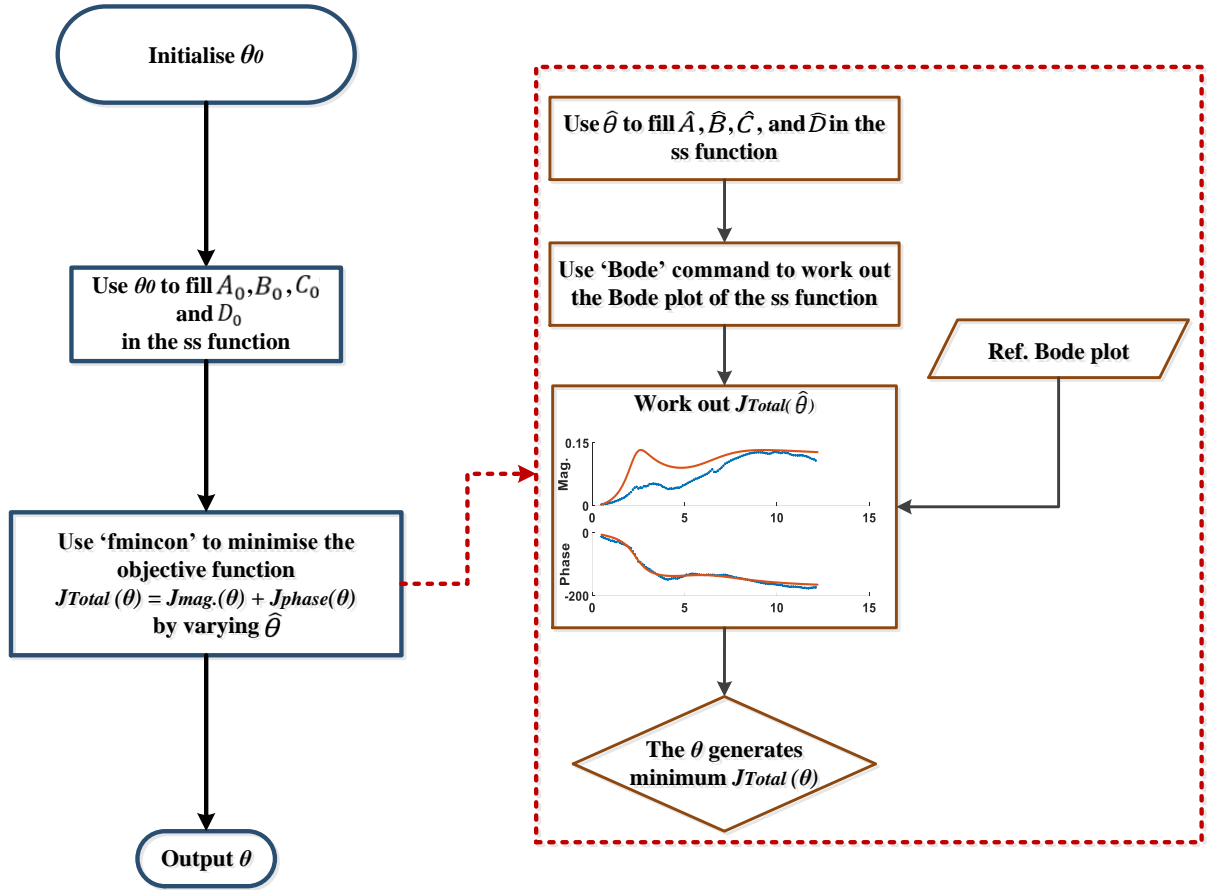 Initialise θ0
Use θ0 to fill A₀,B₀,C₀
and D₀
in the ss function
Use ‘fmincon’ to minimise the
objective function
JTotal (θ) = Jmag.(θ) + Jphase(θ)
by varying θ̂
Output θ
Use θ̂ to fill Â, B̂, Ĉ, and D̂ in the
ss function
Use ‘Bode’ command to work out
the Bode plot of the ss function
Ref. Bode plot
Work out JTotal(θ̂)
0.15
Mag.
0
0 5 10 15
0
Phase
-200
0 5 10 15
The θ generates
minimum JTotal (θ)